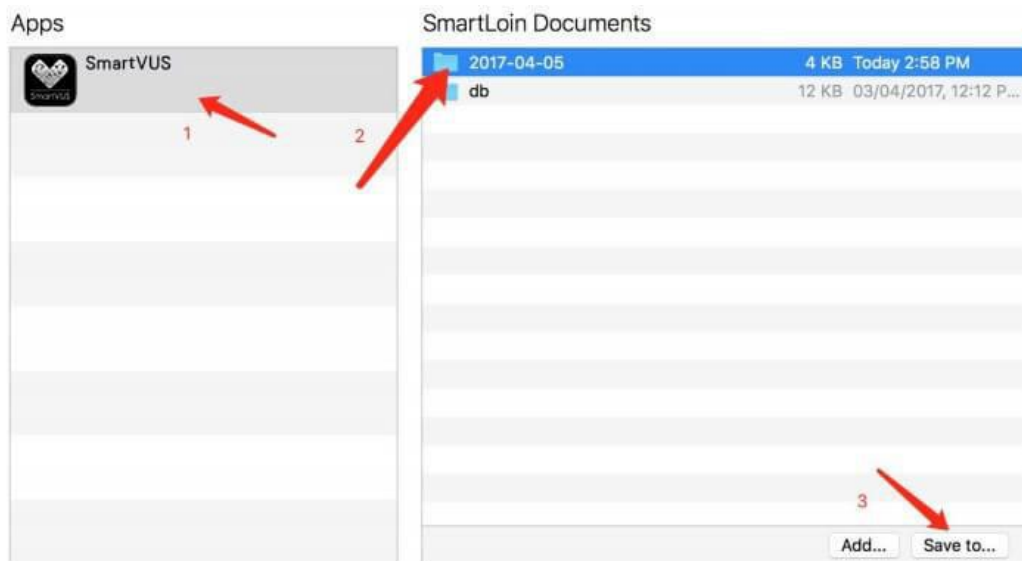 Apps
SmartLoin Documents
SmartVUS
SmartVUS
1
2
2017-04-05 4 KB Today 2:58 PM
db 12 KB 03/04/2017, 12:12 P...
3
Add... Save to...